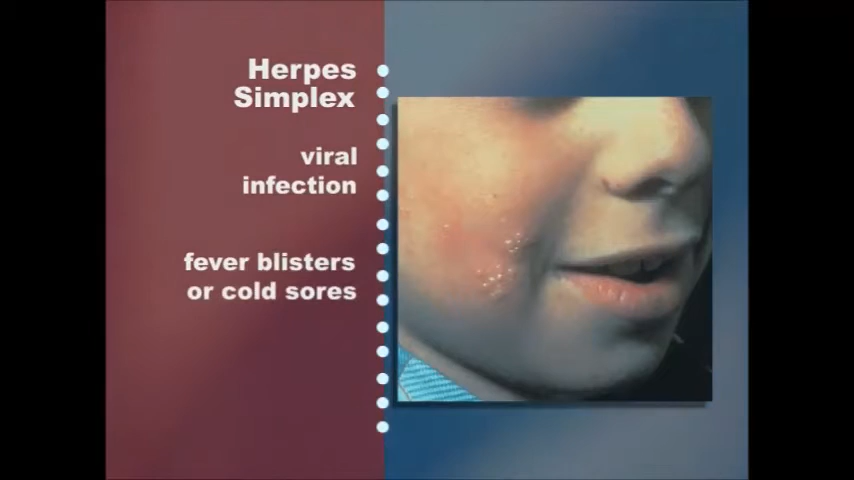 Herpes
Simplex
viral
infection
fever blisters
or cold sores